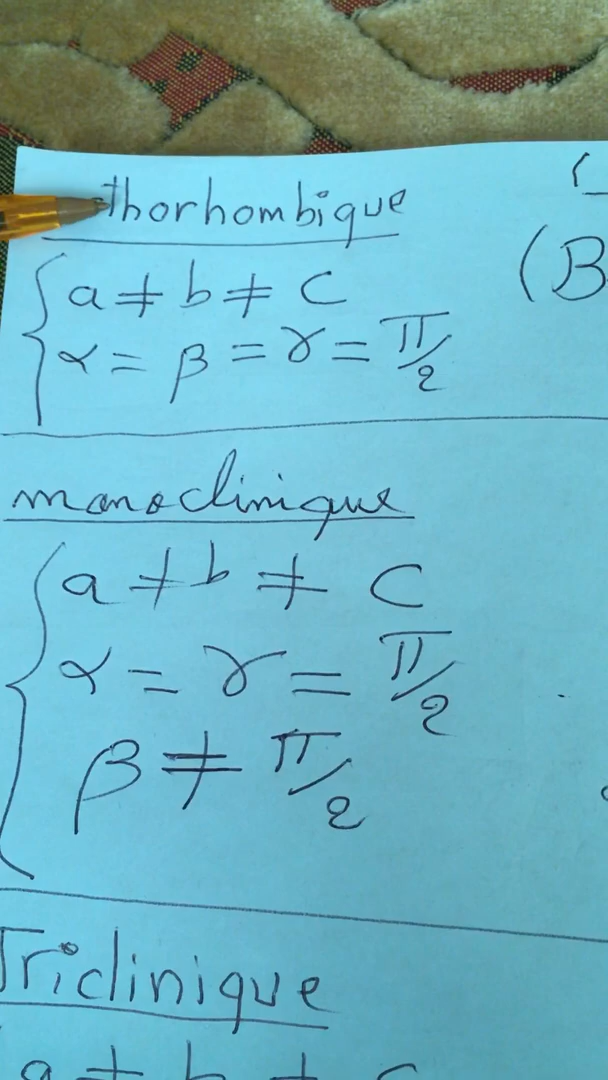 thorhombique
(B
a ≠ b ≠ c
α = β = γ = π/2
monoclinique
a ≠ b ≠ c
α = γ = π/2
β ≠ π/2
Triclinique
a ≠ b ≠ c